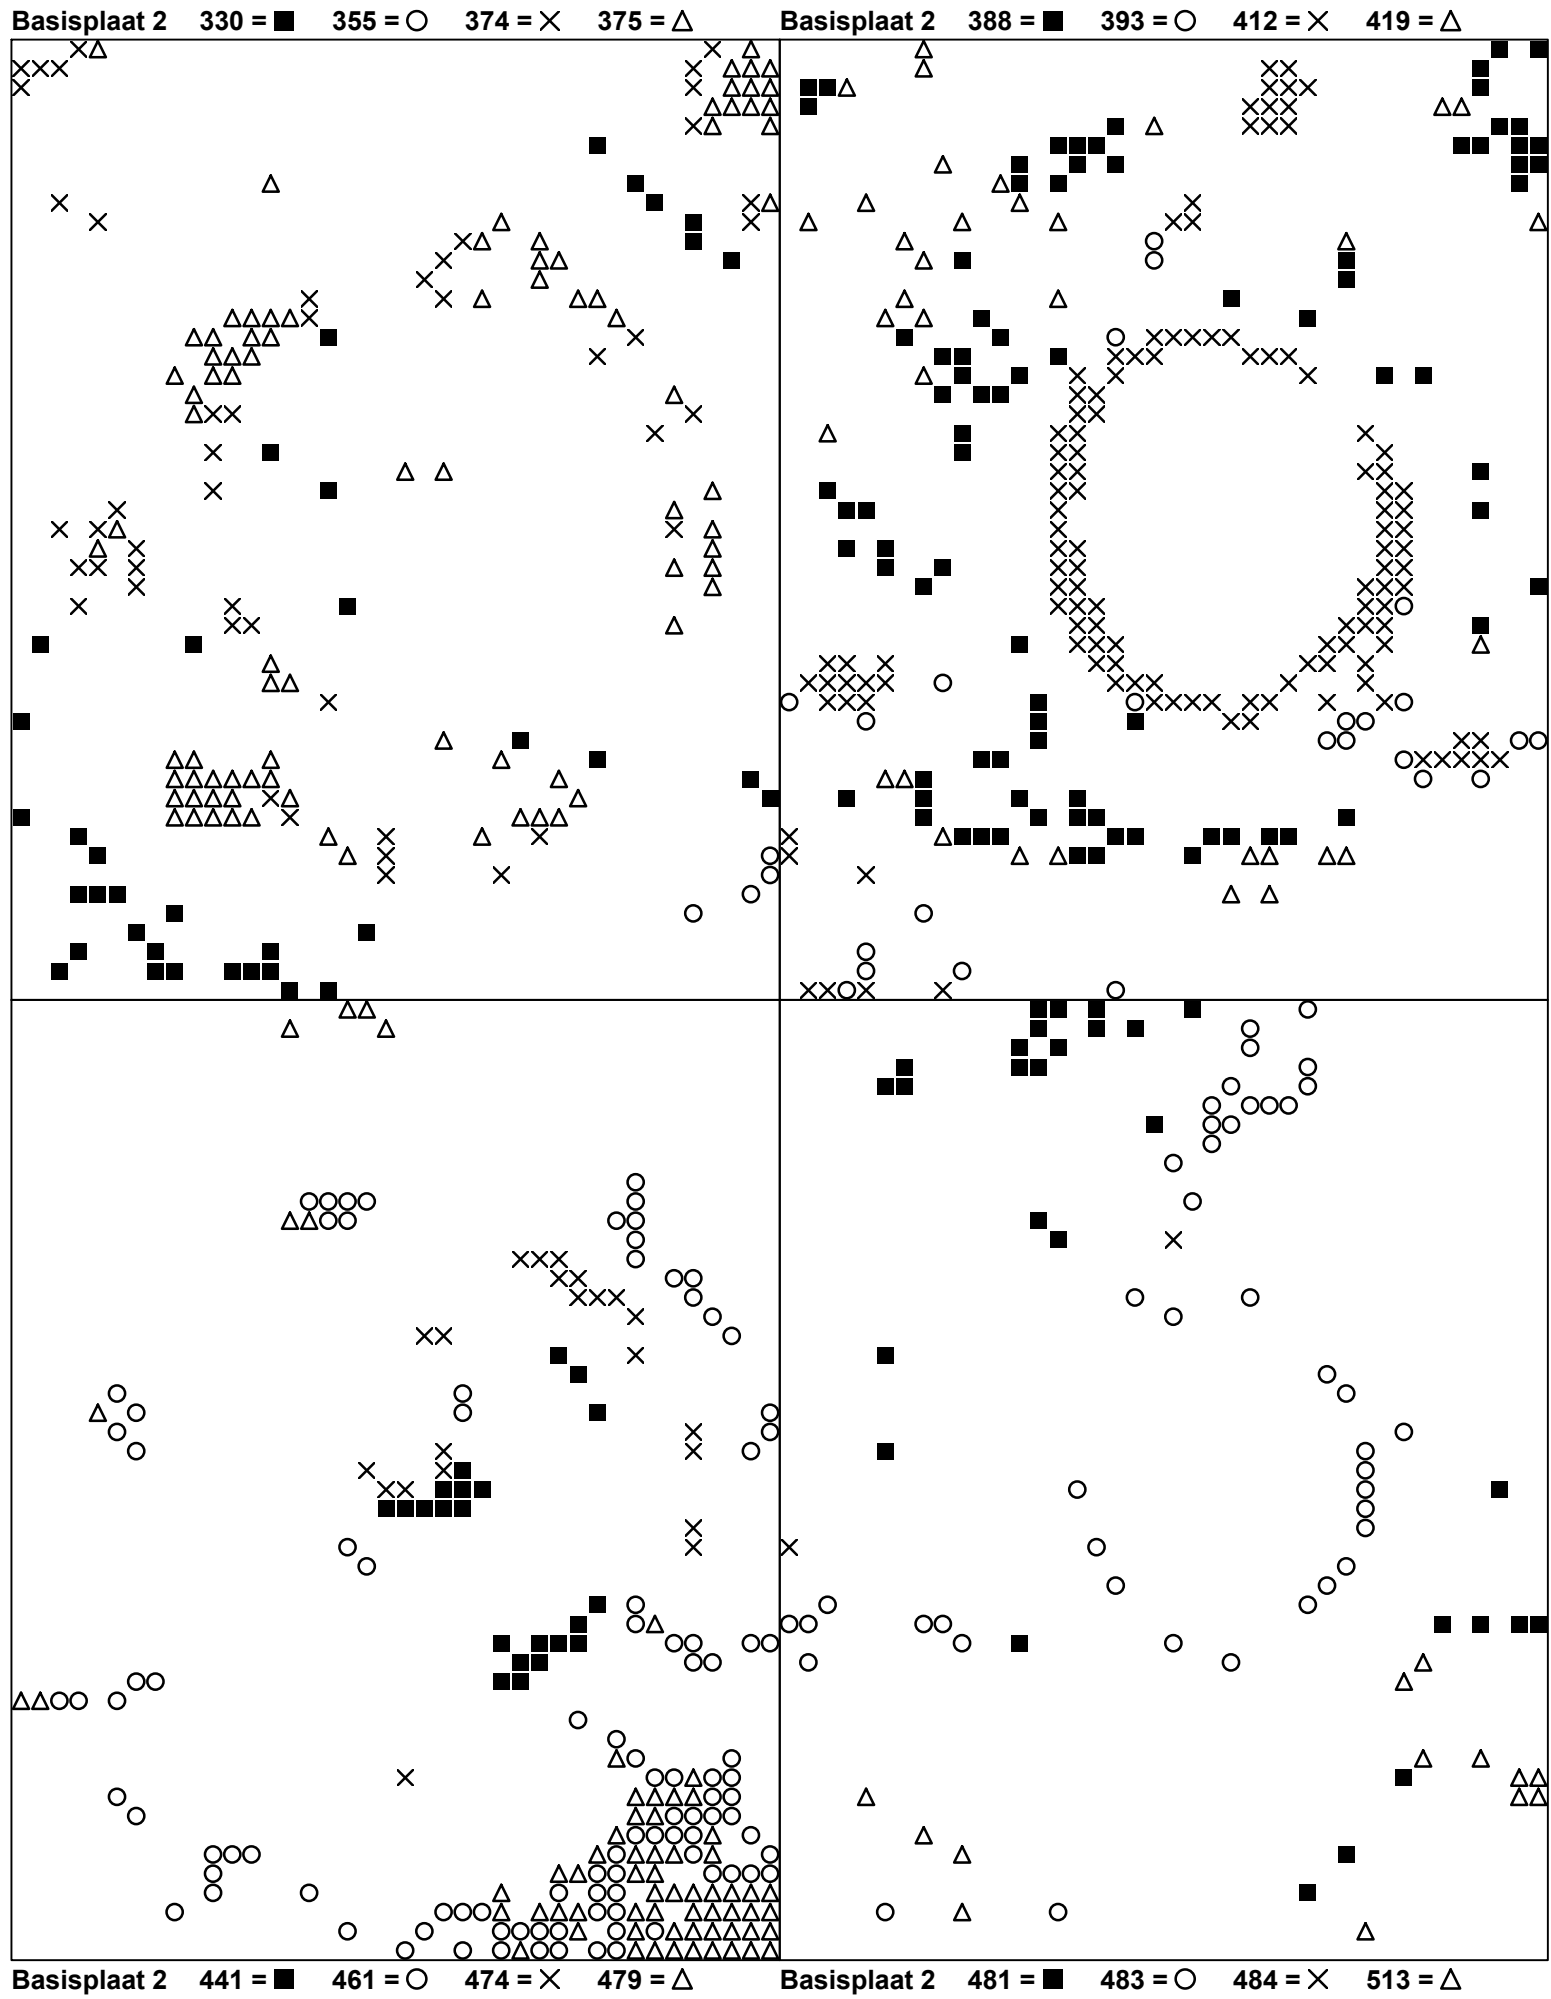 Basisplaat 2 330 = ■ 355 = ○ 374 = × 375 = △ Basisplaat 2 388 = ■ 393 = ○ 412 = × 419 = △
Basisplaat 2 441 = ■ 461 = ○ 474 = × 479 = △ Basisplaat 2 481 = ■ 483 = ○ 484 = × 513 = △